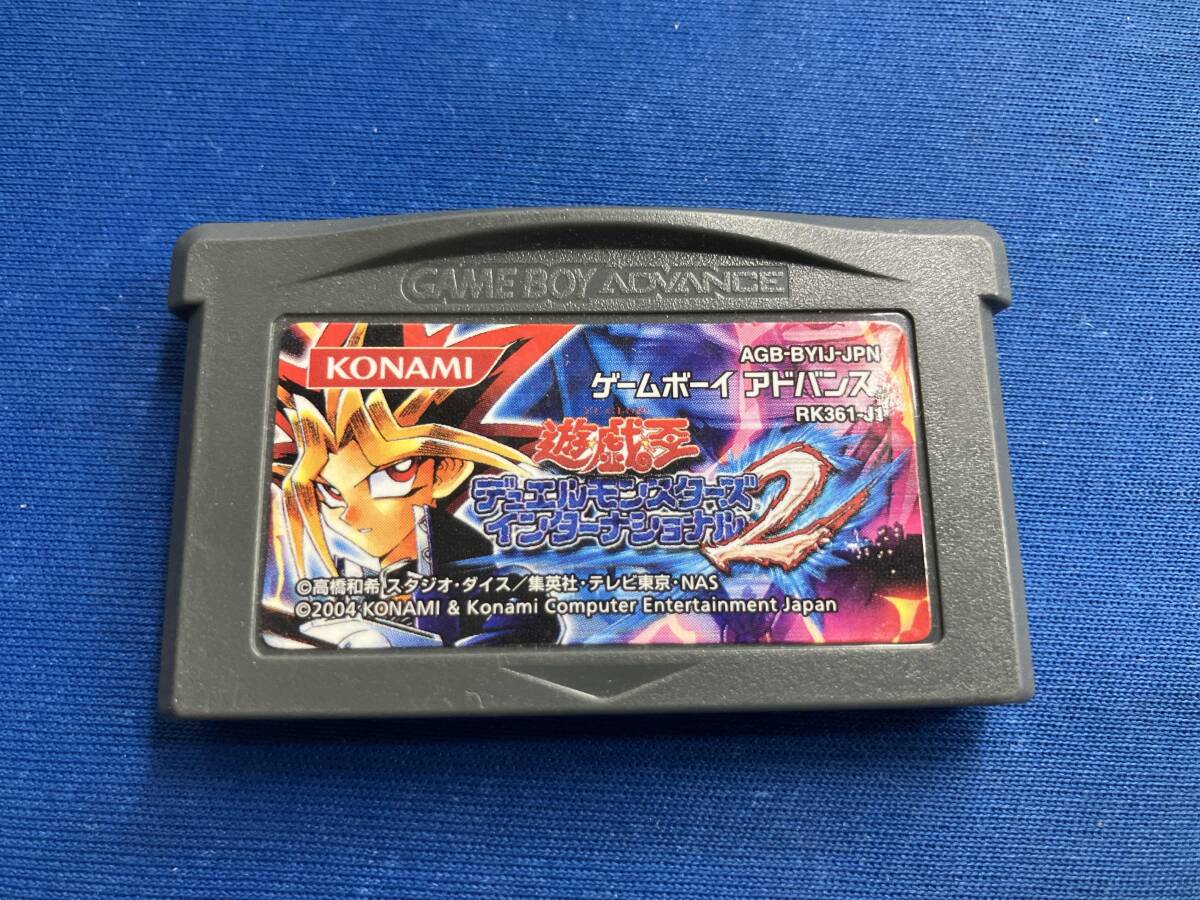 GAME BOY ADVANCE
KONAMI
AGB-BYIJ-JPN
ゲームボーイ アドバンス
RK361-J1
遊戯王
デュエルモンスターズ
インターナショナル2
©高橋和希 スタジオ・ダイス/集英社・テレビ東京・NAS
©2004 KONAMI & Konami Computer Entertainment Japan